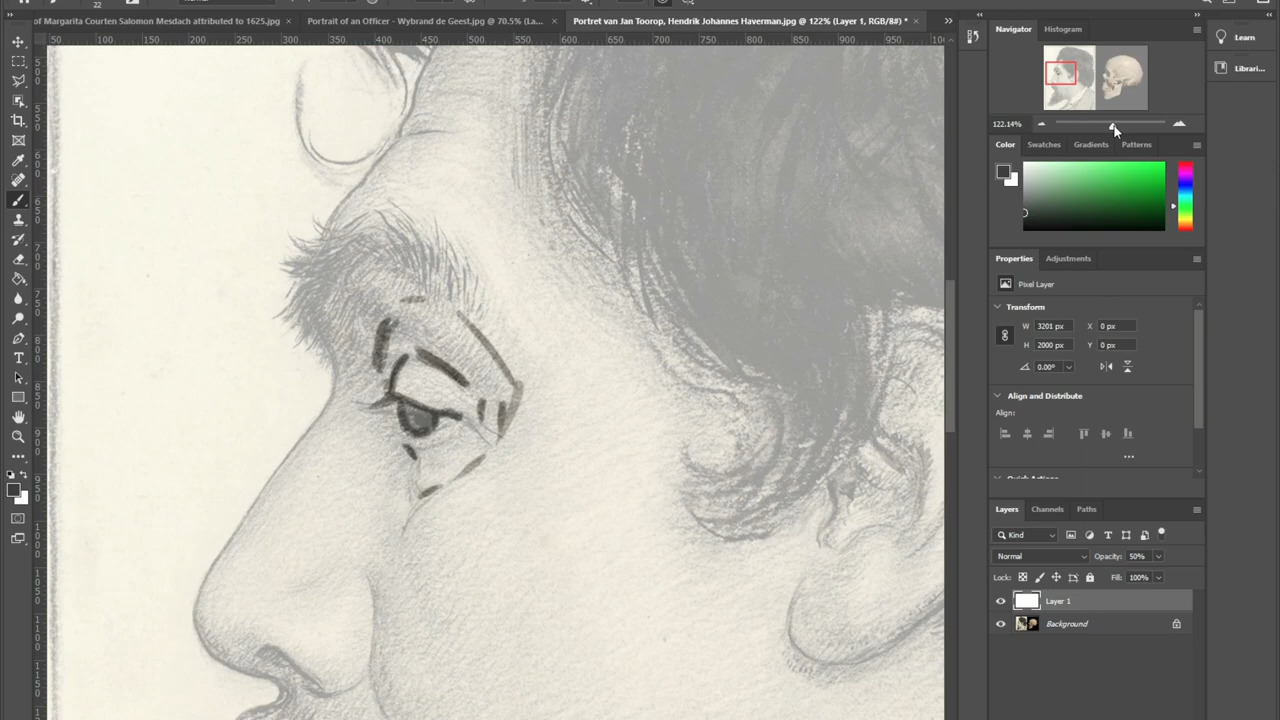 22
of Margarita Courten Salomon Mesdach attributed to 1625.jpg ×
Portrait of an Officer - Wybrand de Geest.jpg @ 70.5% (La... ×
Portret van Jan Toorop, Hendrik Johannes Haverman.jpg @ 122% (Layer 1, RGB/8#) * ×
50 100 150 200 250 300 350 400 450 500 550 600 650 700 750 800 850 900 950
Navigator Histogram
122.14%
Color Swatches Gradients Patterns
Properties Adjustments
Pixel Layer
Transform
W 3201 px X 0 px
H 2000 px Y 0 px
0.00°
Align and Distribute
Align:
Layers Channels Paths
Kind
Normal Opacity: 50%
Lock: Fill: 100%
Layer 1
Background
Learn
Librari...